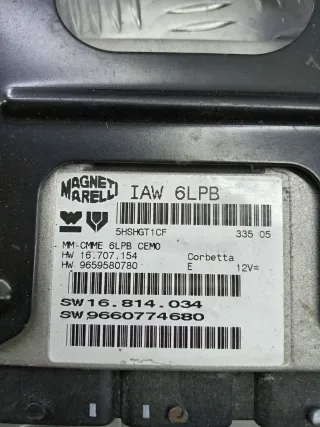 MAGNETI MARELLI
IAW 6LPB
5HSHGT1CF 335 05
MM-CMME 6LPB CEMO
HW 16.707.154 Corbetta
HW 9659580780 E 12V=
SW16.814.034
SW9660774680